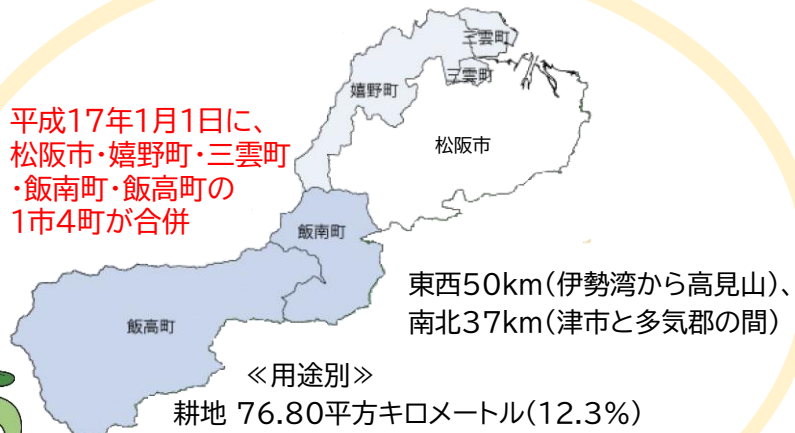 三雲町
三雲町
嬉野町
平成17年1月1日に、
松阪市・嬉野町・三雲町
・飯南町・飯高町の
1市4町が合併
松阪市
飯南町
東西50km(伊勢湾から高見山)、
南北37km(津市と多気郡の間)
飯高町
≪用途別≫
耕地 76.80平方キロメートル(12.3%)